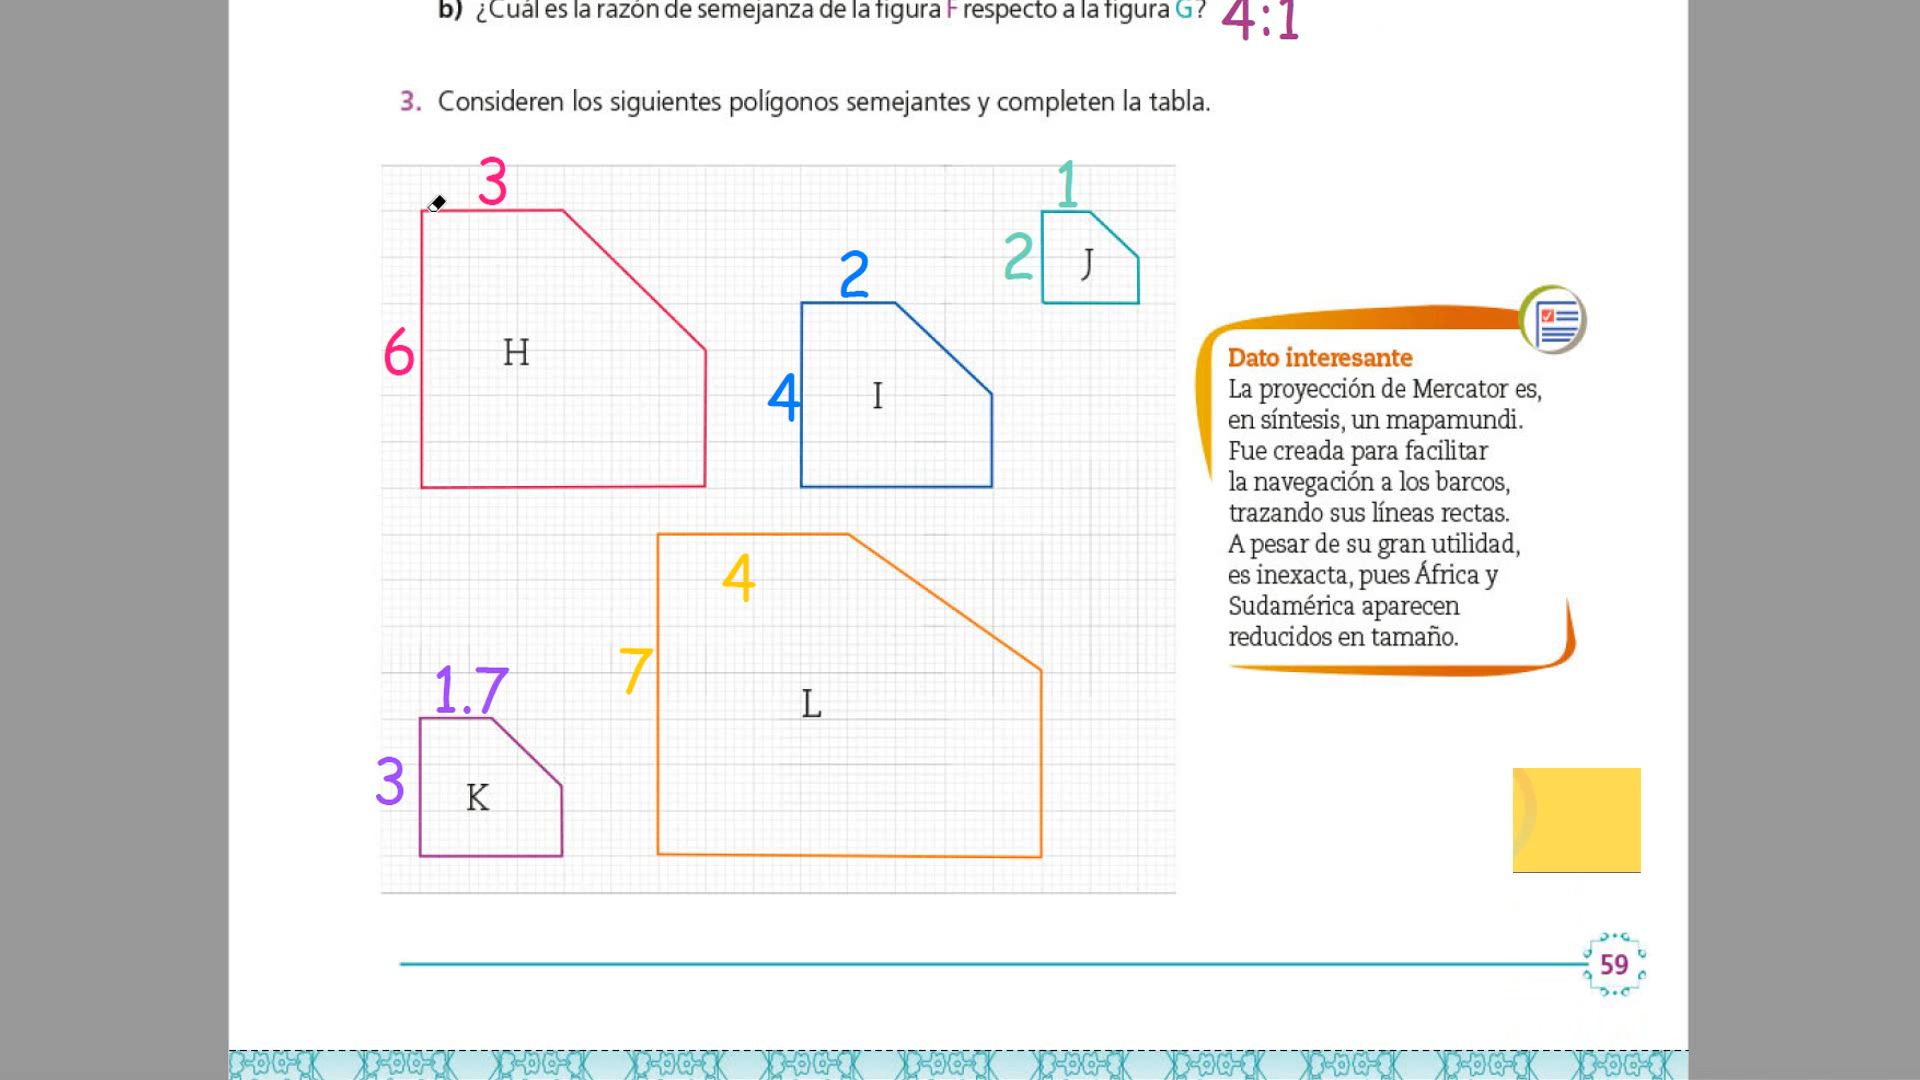 b) ¿Cuál es la razón de semejanza de la figura F respecto a la figura G? 4:1
3. Consideren los siguientes polígonos semejantes y completen la tabla.
3
1
2
J
2
6
H
4
I
Dato interesante
La proyección de Mercator es,
en síntesis, un mapamundi.
Fue creada para facilitar
la navegación a los barcos,
trazando sus líneas rectas.
A pesar de su gran utilidad,
es inexacta, pues África y
Sudamérica aparecen
reducidos en tamaño.
4
7
L
1.7
3
K
59